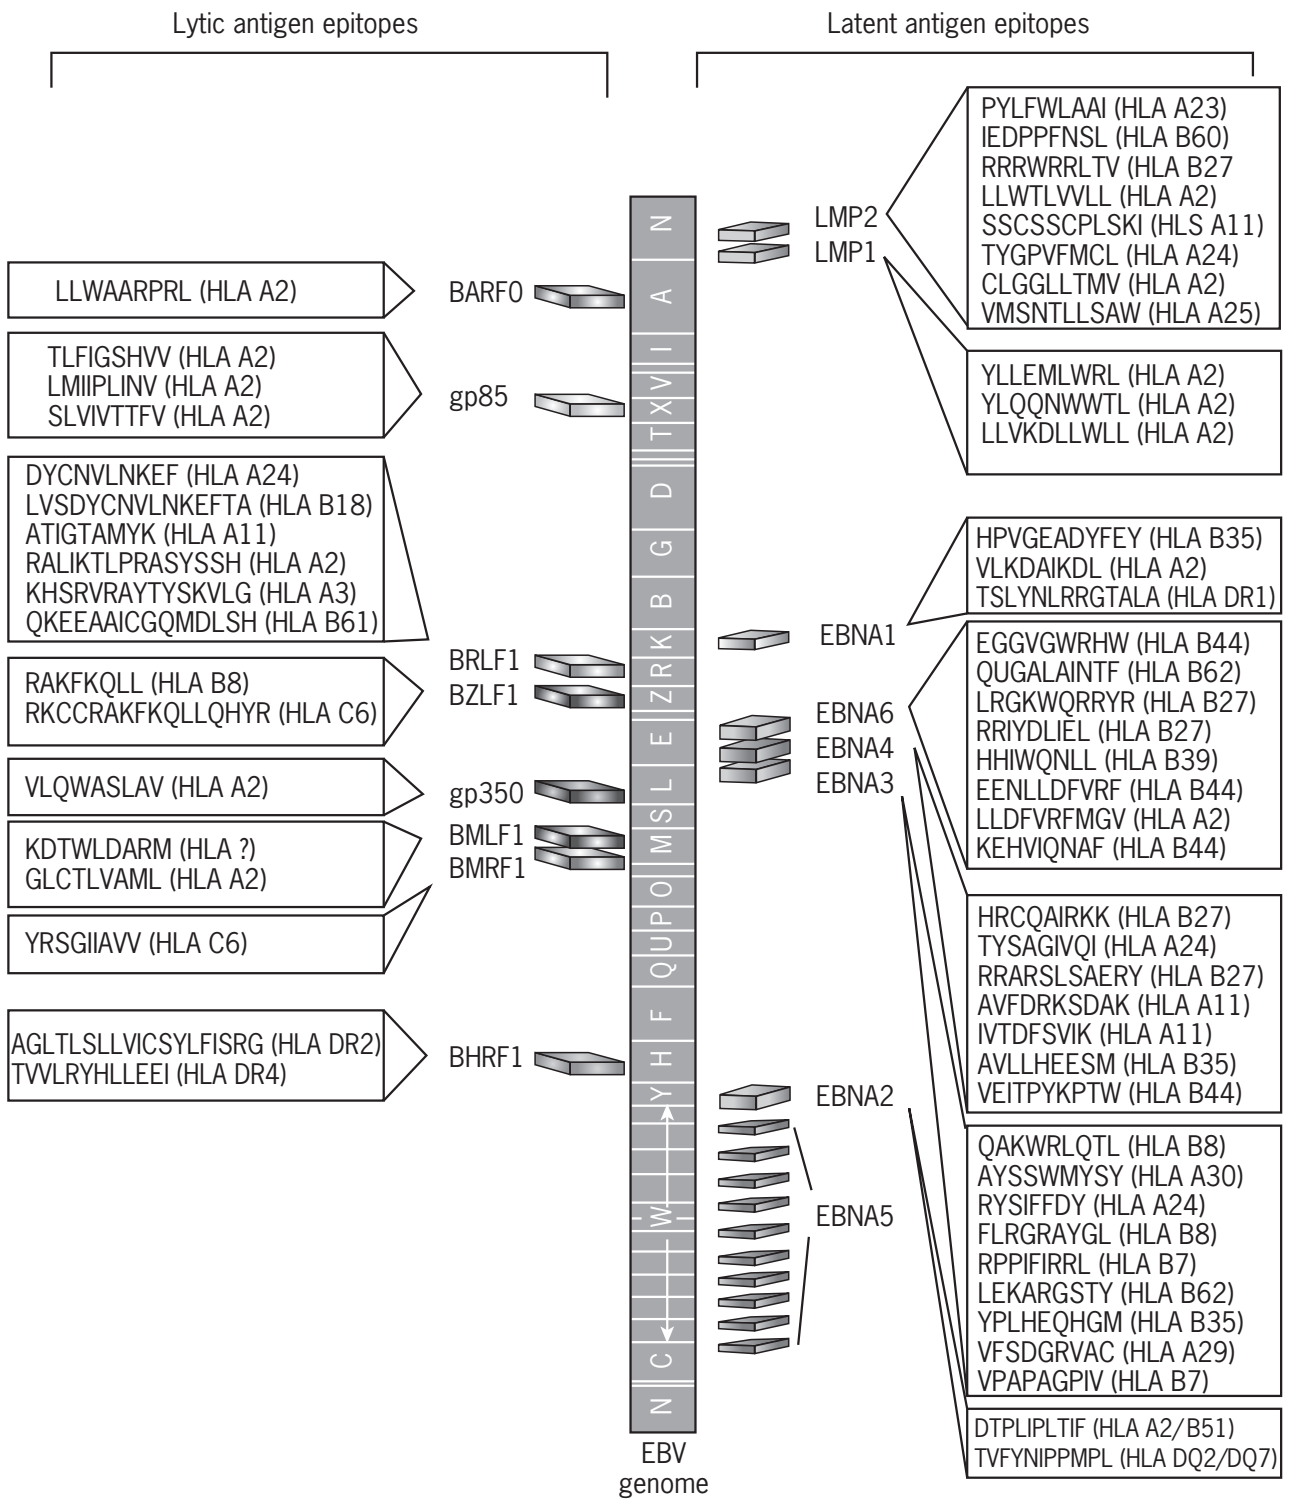 Lytic antigen epitopes
Latent antigen epitopes
LLWAARPRL (HLA A2)
TLFIGSHVV (HLA A2)
LMIIPLINV (HLA A2)
SLVIVTTFV (HLA A2)
DYCNVLNKEF (HLA A24)
LVSDYCNVLNKEFTA (HLA B18)
ATIGTAMYK (HLA A11)
RALIKTLPRASYSSH (HLA A2)
KHSRVRAYTYSKVLG (HLA A3)
QKEEAAICGQMDLSH (HLA B61)
RAKFKQLL (HLA B8)
RKCCRAKFKQLLQHYR (HLA C6)
VLQWASLAV (HLA A2)
KDTWLDARM (HLA ?)
GLCTLVAML (HLA A2)
YRSGIIAVV (HLA C6)
AGLTLSLLVICSYLFISRG (HLA DR2)
TVVLRYHLLEEI (HLA DR4)
BARF0
gp85
BRLF1
BZLF1
gp350
BMLF1
BMRF1
BHRF1
N
A
I
V
X
T
D
G
B
K
R
Z
E
L
S
M
O
P
U
Q
F
H
Y
W
C
N
EBV
genome
LMP2
LMP1
EBNA1
EBNA6
EBNA4
EBNA3
EBNA2
EBNA5
PYLFWLAAI (HLA A23)
IEDPPFNSL (HLA B60)
RRRWRRLTV (HLA B27
LLWTLVVLL (HLA A2)
SSCSSCPLSKI (HLS A11)
TYGPVFMCL (HLA A24)
CLGGLLTMV (HLA A2)
VMSNTLLSAW (HLA A25)
YLLEMLWRL (HLA A2)
YLQQNWWTL (HLA A2)
LLVKDLLWLL (HLA A2)
HPVGEADYFEY (HLA B35)
VLKDAIKDL (HLA A2)
TSLYNLRRGTALA (HLA DR1)
EGGVGWRHW (HLA B44)
QUGALAINTF (HLA B62)
LRGKWQRRYR (HLA B27)
RRIYDLIEL (HLA B27)
HHIWQNLL (HLA B39)
EENLLDFVRF (HLA B44)
LLDFVRFMGV (HLA A2)
KEHVIQNAF (HLA B44)
HRCQAIRKK (HLA B27)
TYSAGIVQI (HLA A24)
RRARSLSAERY (HLA B27)
AVFDRKSDAK (HLA A11)
IVTDFSVIK (HLA A11)
AVLLHEESM (HLA B35)
VEITPYKPTW (HLA B44)
QAKWRLQTL (HLA B8)
AYSSWMYSY (HLA A30)
RYSIFFDY (HLA A24)
FLRGRAYGL (HLA B8)
RPPIFIRRL (HLA B7)
LEKARGSTY (HLA B62)
YPLHEQHGM (HLA B35)
VFSDGRVAC (HLA A29)
VPAPAGPIV (HLA B7)
DTPLIPLTIF (HLA A2/B51)
TVFYNIPPMPL (HLA DQ2/DQ7)